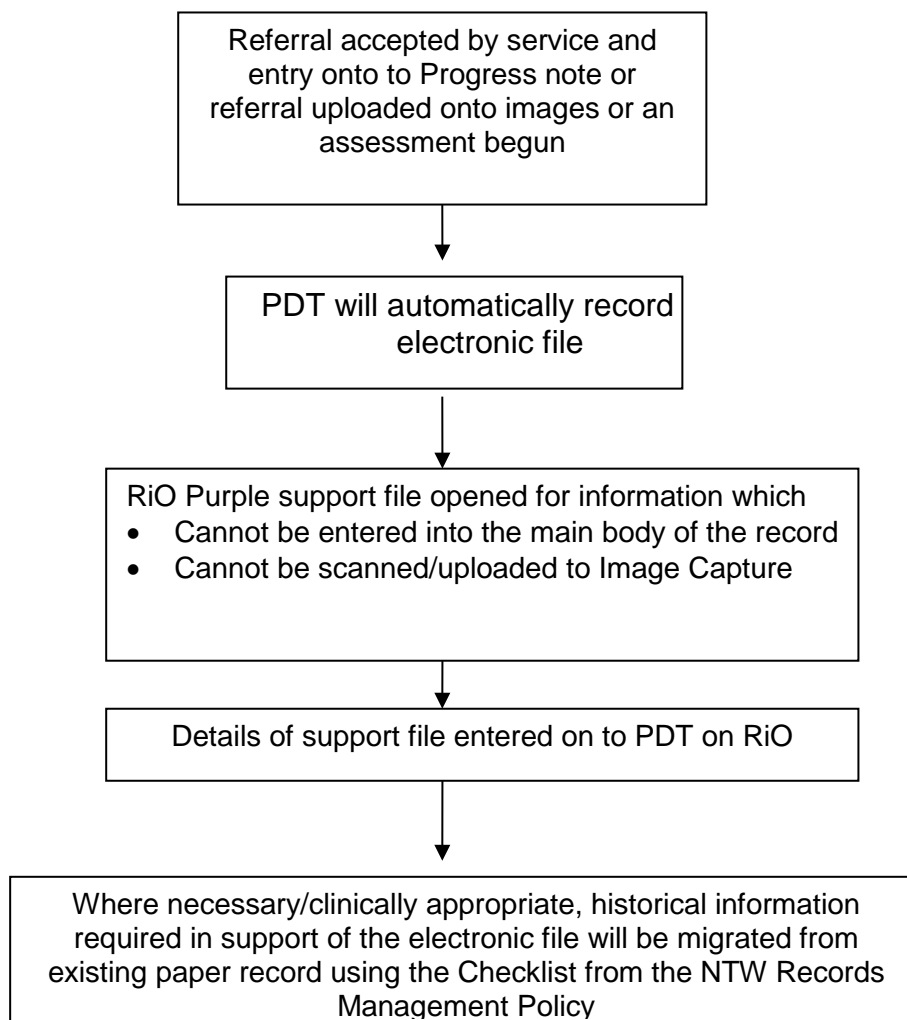 Referral accepted by service and
entry onto to Progress note or
referral uploaded onto images or an
assessment begun
PDT will automatically record
electronic file
RiO Purple support file opened for information which
• Cannot be entered into the main body of the record
• Cannot be scanned/uploaded to Image Capture
Details of support file entered on to PDT on RiO
Where necessary/clinically appropriate, historical information
required in support of the electronic file will be migrated from
existing paper record using the Checklist from the NTW Records
Management Policy